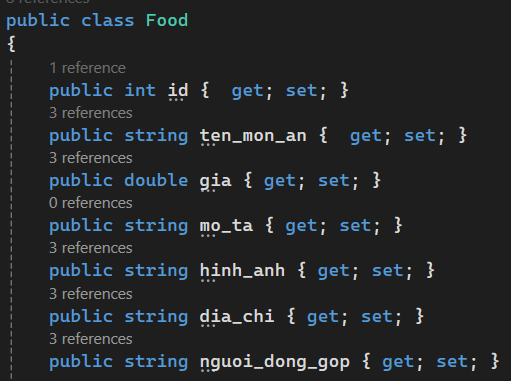 public class Food
{
1 reference
public int id {  get; set; }
3 references
public string ten_mon_an {  get; set; }
3 references
public double gia { get; set; }
0 references
public string mo_ta { get; set; }
3 references
public string hinh_anh { get; set; }
3 references
public string dia_chi { get; set; }
3 references
public string nguoi_dong_gop { get; set; }